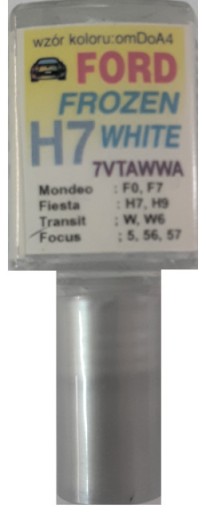 wzór koloru:omDoA4
FORD
FROZEN
H7 WHITE
7VTAWWA
Mondeo : F0, F7
Fiesta : H7, H9
Transit : W, W6
Focus : 5, 56, 57